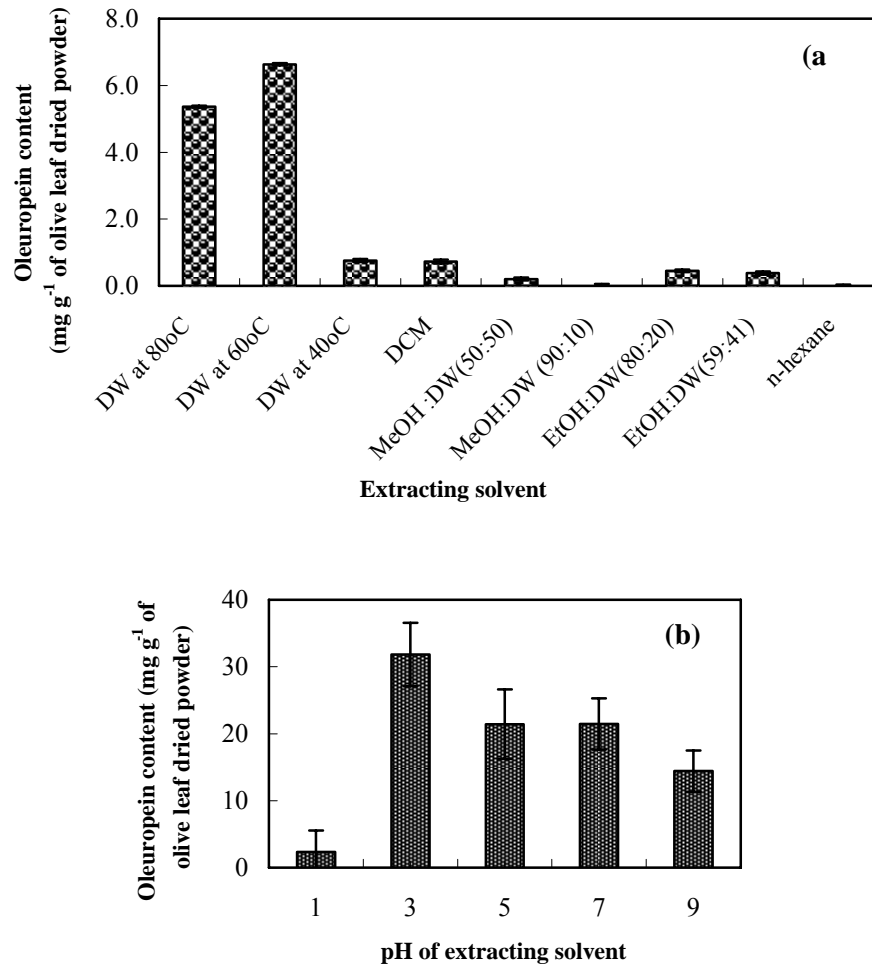 Oleuropein content
(mg g⁻¹ of olive leaf dried powder)
8.0
6.0
4.0
2.0
0.0
(a
DW at 80oC
DW at 60oC
DW at 40oC
DCM
MeOH :DW(50:50)
MeOH:DW (90:10)
EtOH:DW(80:20)
EtOH:DW(59:41)
n-hexane
Extracting solvent
Oleuropein content (mg g⁻¹ of
olive leaf dried powder)
40
30
20
10
0
(b)
1 3 5 7 9
pH of extracting solvent